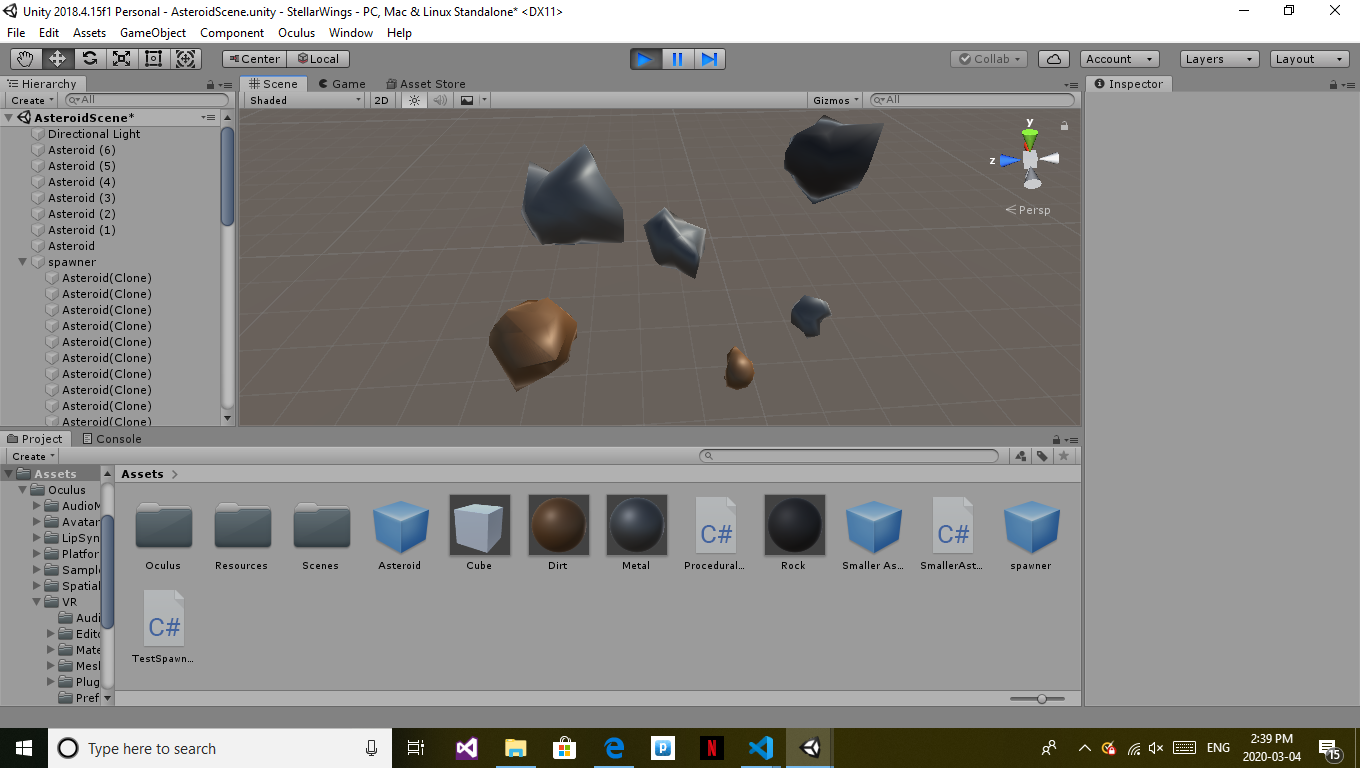 Unity 2018.4.15f1 Personal - AsteroidScene.unity - StellarWings - PC, Mac & Linux Standalone* <DX11>
File Edit Assets GameObject Component Oculus Window Help
Center Local Collab Account Layers Layout
Hierarchy Scene Game Asset Store Inspector
Create All Shaded 2D Gizmos All
AsteroidScene*
Directional Light
Asteroid (6)
Asteroid (5)
Asteroid (4)
Asteroid (3)
Asteroid (2)
Asteroid (1)
Asteroid
spawner
Asteroid(Clone)
Asteroid(Clone)
Asteroid(Clone)
Asteroid(Clone)
Asteroid(Clone)
Asteroid(Clone)
Asteroid(Clone)
Asteroid(Clone)
Asteroid(Clone)
Asteroid(Clone)
y
z
Persp
Project Console
Create
Assets
Oculus
AudioM
Avatar
LipSyn
Platfor
Sampl
Spatial
VR
Audi
Edito
Mate
Mesl
Plug
Pref
Assets
C# C#
Oculus Resources Scenes Asteroid Cube Dirt Metal Procedural... Rock Smaller As... SmallerAst... spawner
C#
TestSpawn...
Type here to search
N
ENG
2:39 PM
2020-03-04
15